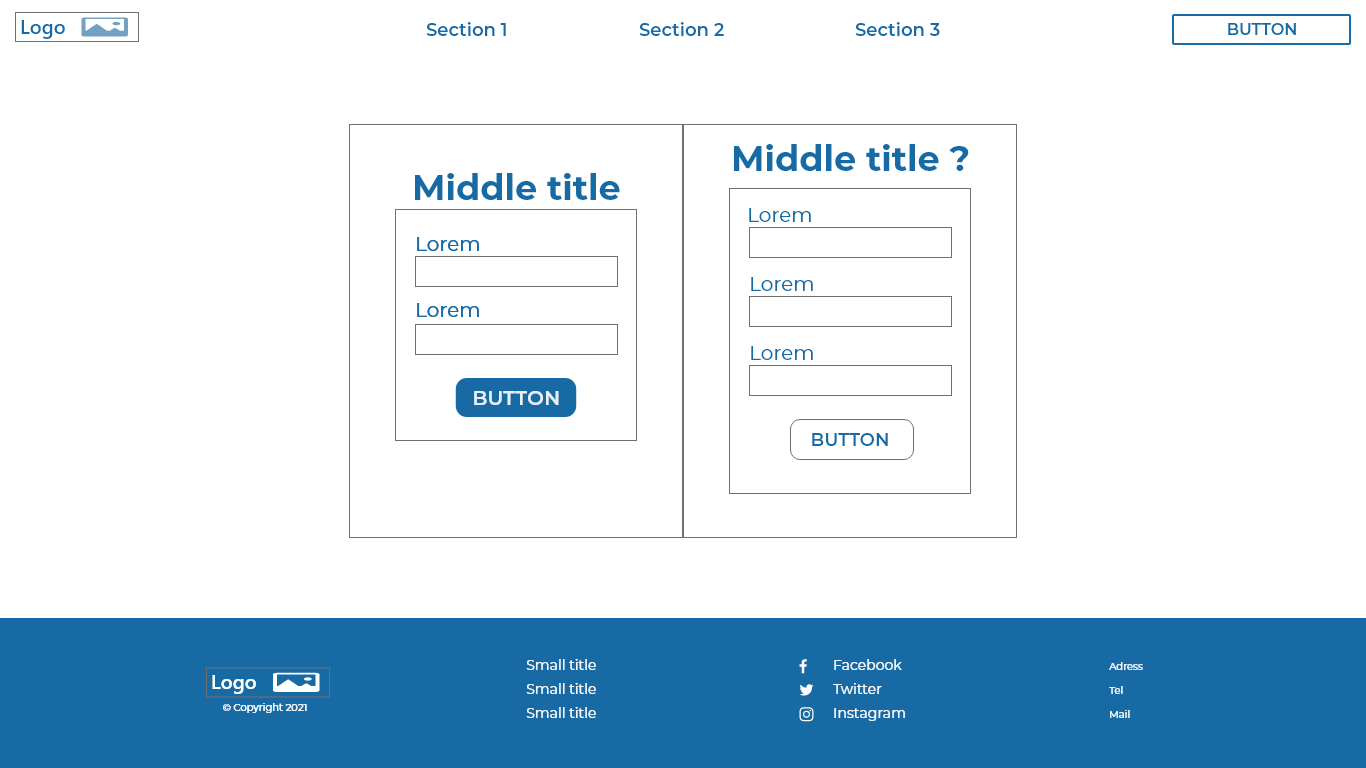 Logo
Section 1
Section 2
Section 3
BUTTON
Middle title
Lorem
Lorem
BUTTON
Middle title ?
Lorem
Lorem
Lorem
BUTTON
Logo
© Copyright 2021
Small title
Small title
Small title
Facebook
Twitter
Instagram
Adress
Tel
Mail